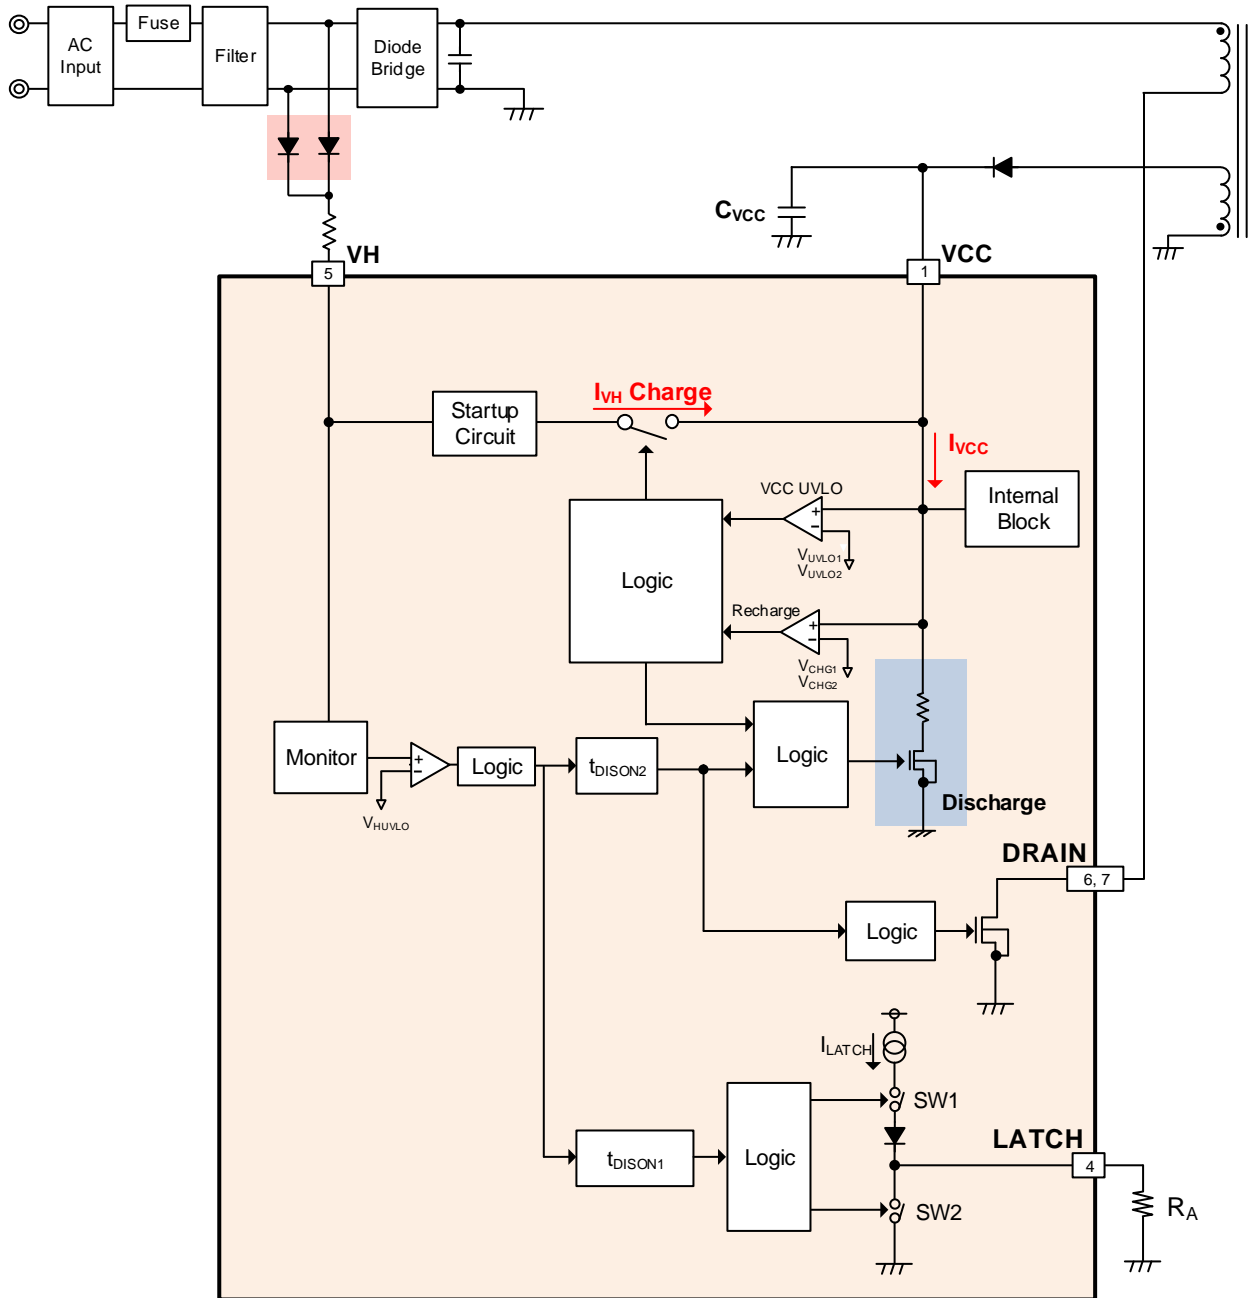 AC
Input
Fuse
Filter
Diode
Bridge
CVCC
VH
5
VCC
1
IVH Charge
Startup
Circuit
IVCC
VCC UVLO
+
−
VUVLO1
VUVLO2
Internal
Block
Logic
Recharge
+
−
VCHG1
VCHG2
Monitor
+
−
VHUVLO
Logic
tDISON2
Logic
Discharge
DRAIN
6, 7
Logic
ILATCH
SW1
LATCH
4
tDISON1
Logic
SW2
RA